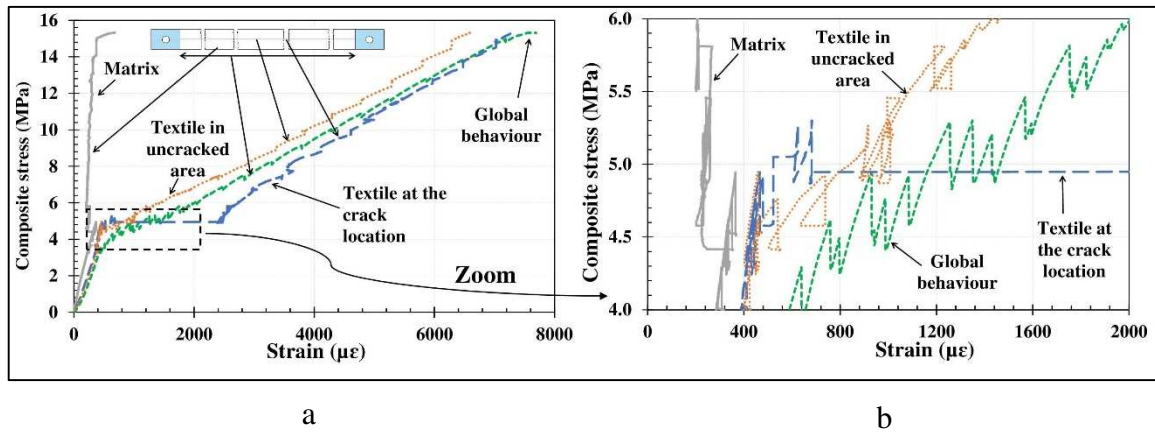 16
14
12
10
8
6
4
2
0
Composite stress (MPa)
Matrix
Textile in
uncracked
area
Global
behaviour
Textile at the
crack
location
Zoom
0
2000
4000
6000
8000
Strain (με)
6.0
5.5
5.0
4.5
4.0
Composite stress (MPa)
Matrix
Textile in
uncracked
area
Global
behaviour
Textile at
the crack
location
0
400
800
1200
1600
2000
Strain (με)
a
b